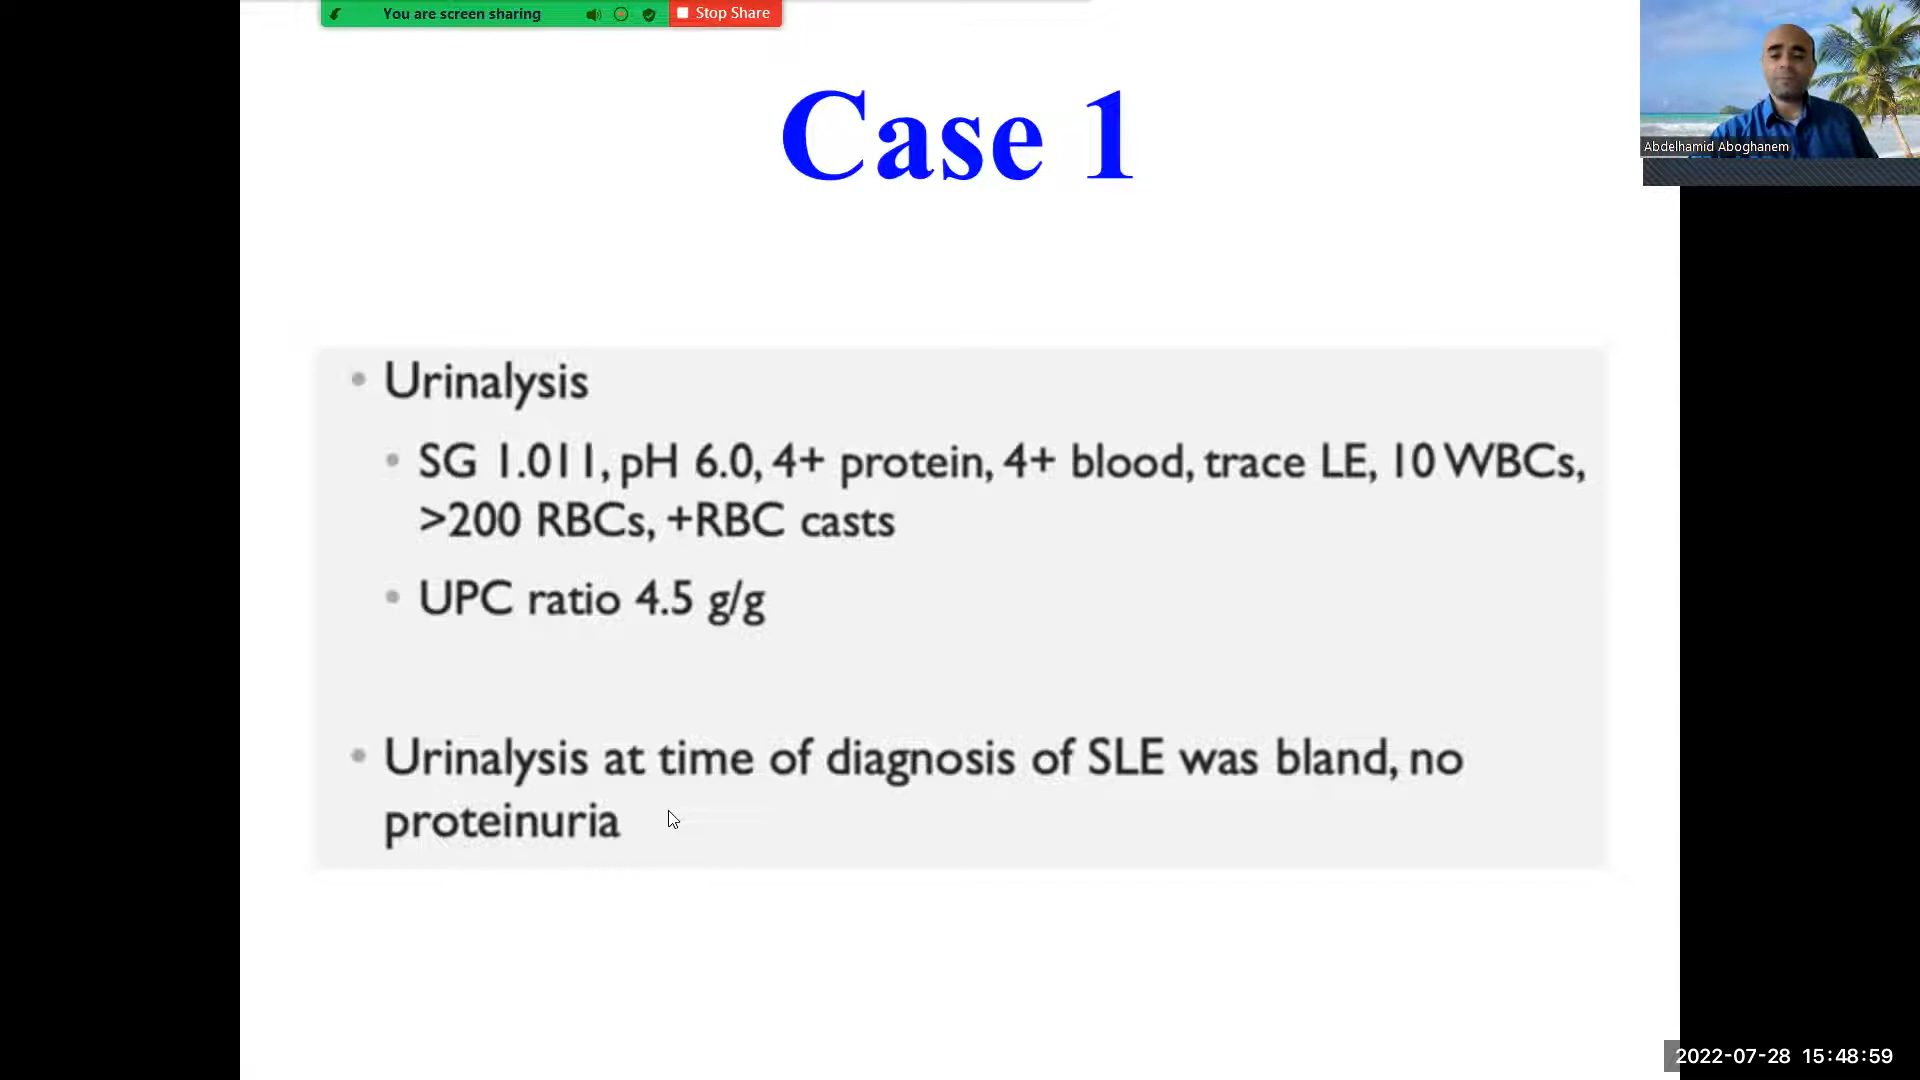 You are screen sharing
Stop Share
Case 1
Abdelhamid Aboghanem
• Urinalysis
• SG 1.011, pH 6.0, 4+ protein, 4+ blood, trace LE, 10 WBCs,
>200 RBCs, +RBC casts
• UPC ratio 4.5 g/g
• Urinalysis at time of diagnosis of SLE was bland, no
proteinuria
2022-07-28 15:48:59